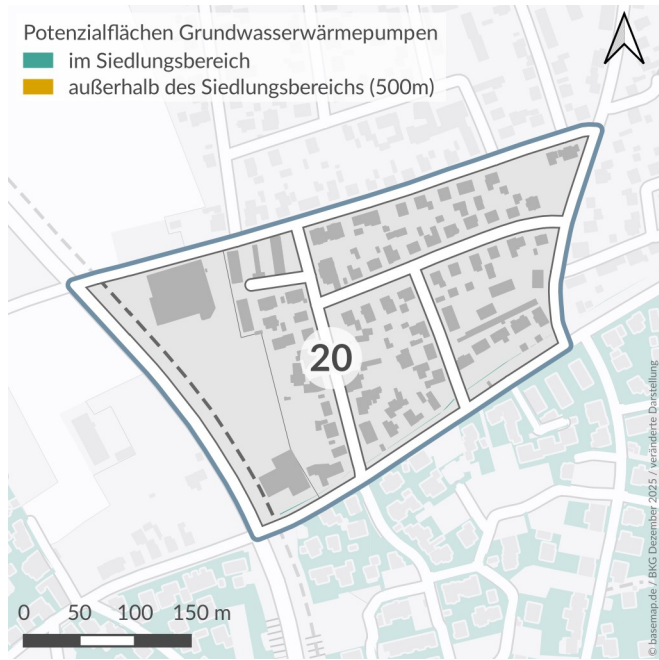 Potenzialflächen Grundwasserwärmepumpen
im Siedlungsbereich
außerhalb des Siedlungsbereichs (500m)
20
0 50 100 150 m
© basemap.de / BKG Dezember 2025 / veränderte Darstellung